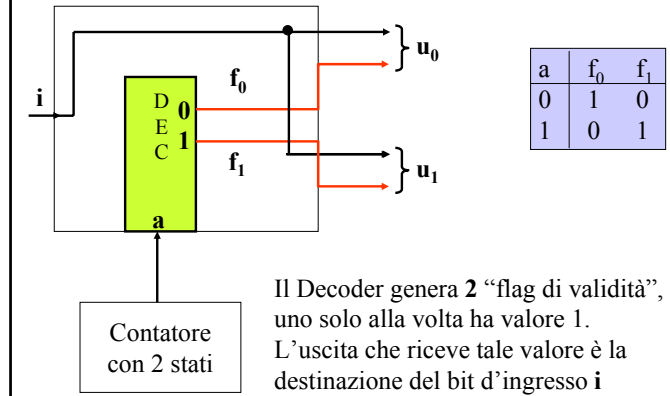 u0
a f0 f1
0 1 0
1 0 1
i
f0
D
E
C
0
1
f1
u1
a
Contatore
con 2 stati
Il Decoder genera 2 “flag di validità”,
uno solo alla volta ha valore 1.
L’uscita che riceve tale valore è la
destinazione del bit d’ingresso i